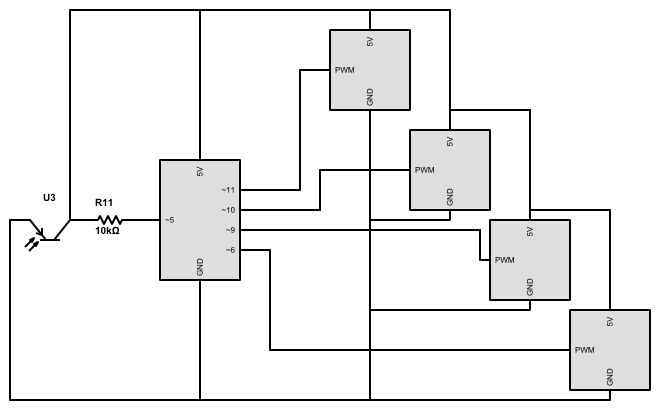 5V
PWM
GND
5V
PWM
GND
U3
R11
10kΩ
5V
~5
~11
~10
~9
~6
GND
5V
PWM
GND
5V
PWM
GND